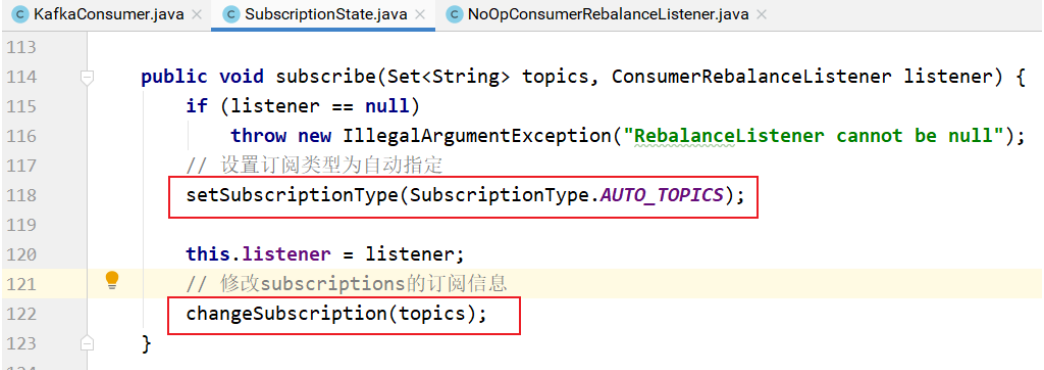 KafkaConsumer.java × SubscriptionState.java × NoOpConsumerRebalanceListener.java ×
113
114 public void subscribe(Set<String> topics, ConsumerRebalanceListener listener) {
115 if (listener == null)
116 throw new IllegalArgumentException("RebalanceListener cannot be null");
117 // 设置订阅类型为自动指定
118 setSubscriptionType(SubscriptionType.AUTO_TOPICS);
119
120 this.listener = listener;
121 // 修改subscriptions的订阅信息
122 changeSubscription(topics);
123 }